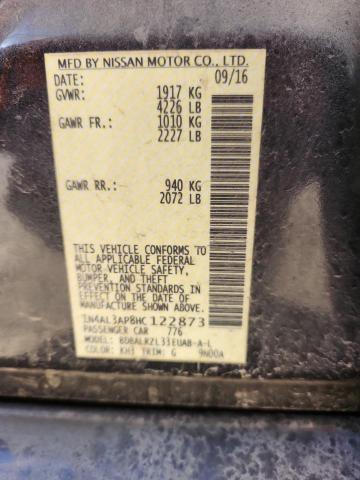 MFD BY NISSAN MOTOR CO., LTD.
DATE: 09/16
GVWR: 1917 KG
4226 LB
GAWR FR.: 1010 KG
2227 LB
GAWR RR.: 940 KG
2072 LB
THIS VEHICLE CONFORMS TO
ALL APPLICABLE FEDERAL
MOTOR VEHICLE SAFETY,
BUMPER, AND THEFT
PREVENTION STANDARDS
IN EFFECT ON THE DATE OF
MANUFACTURE SHOWN ABOVE.
1N4AL3AP8HC122873
PASSENGER CAR 776
MODEL: BDBALRZL33EUAB-A-L
COLOR: KH3 TRIM: G 9N00A